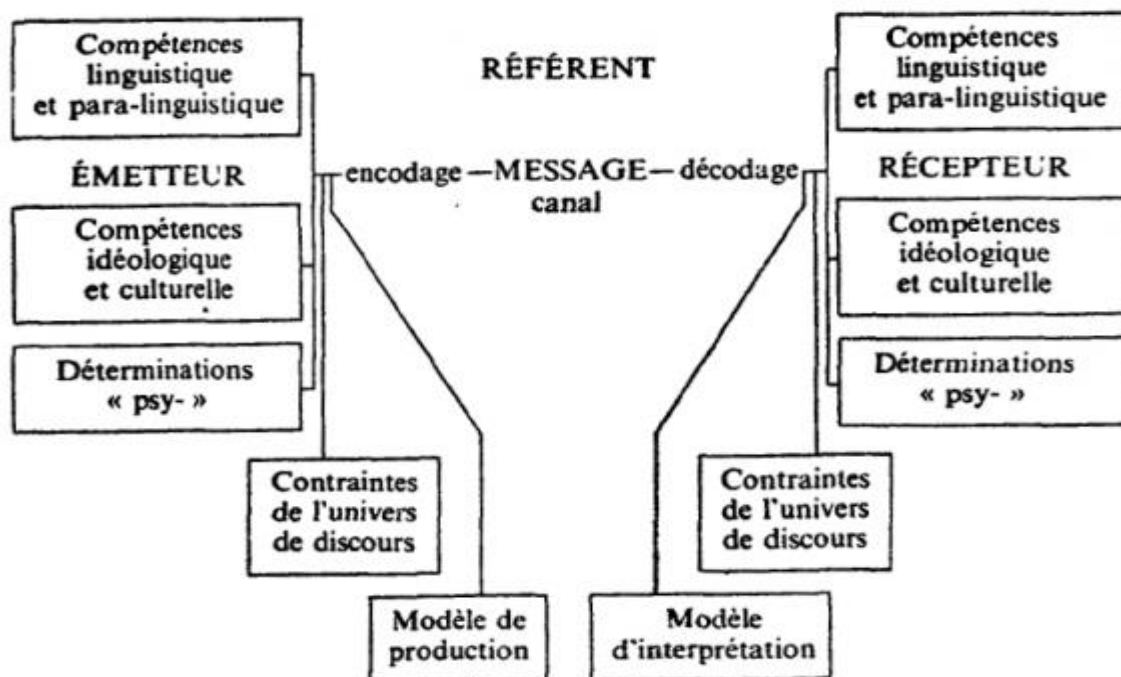 Compétences
linguistique
et para-linguistique
RÉFÉRENT
Compétences
linguistique
et para-linguistique
ÉMETTEUR
encodage — MESSAGE — décodage
canal
RÉCEPTEUR
Compétences
idéologique
et culturelle
Compétences
idéologique
et culturelle
Déterminations
« psy- »
Déterminations
« psy- »
Contraintes
de l'univers
de discours
Contraintes
de l'univers
de discours
Modèle de
production
Modèle
d'interprétation